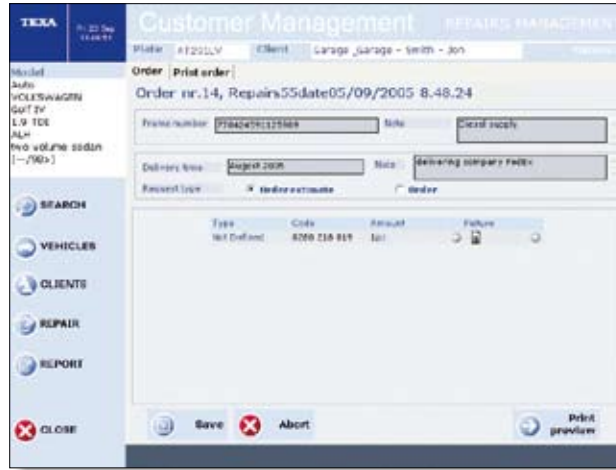 TEXA
Customer Management
REPAIRS MANAGEMENT
Plate
Client
Garage ,Garage - Smith - Jon
Model
Auto
VOLKSWAGEN
Golf IV
1.9 TDI
ALH
two volume sedan
[--/98>]
Order
Print order
Order nr.14, Repairs55date05/09/2005 8.48.24
Frame number
Note
Diesel supply
Delivery time
August 2005
Note
delivering company FedEx
Request type
Order estimate
Order
Type
Code
Amount
Failure
Not Defined
SEARCH
VEHICLES
CLIENTS
REPAIR
REPORT
CLOSE
Save
Abort
Print
preview